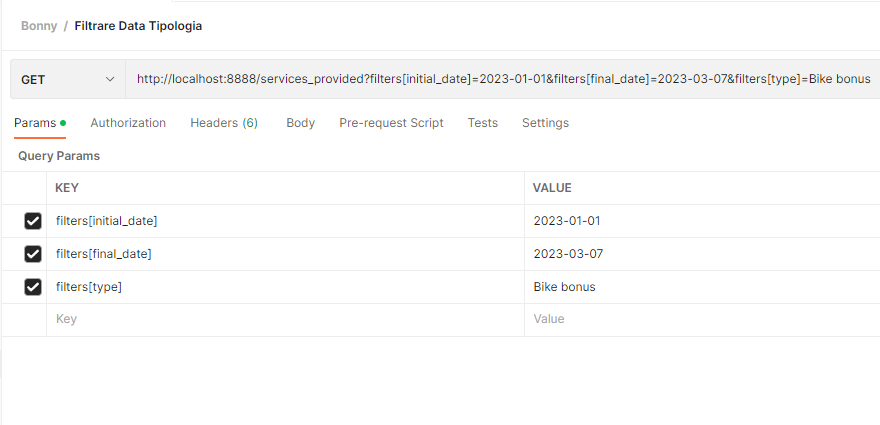 Bonny / Filtrare Data Tipologia
GET http://localhost:8888/services_provided?filters[initial_date]=2023-01-01&filters[final_date]=2023-03-07&filters[type]=Bike bonus
Params Authorization Headers (6) Body Pre-request Script Tests Settings
Query Params
KEY VALUE
filters[initial_date] 2023-01-01
filters[final_date] 2023-03-07
filters[type] Bike bonus
Key Value